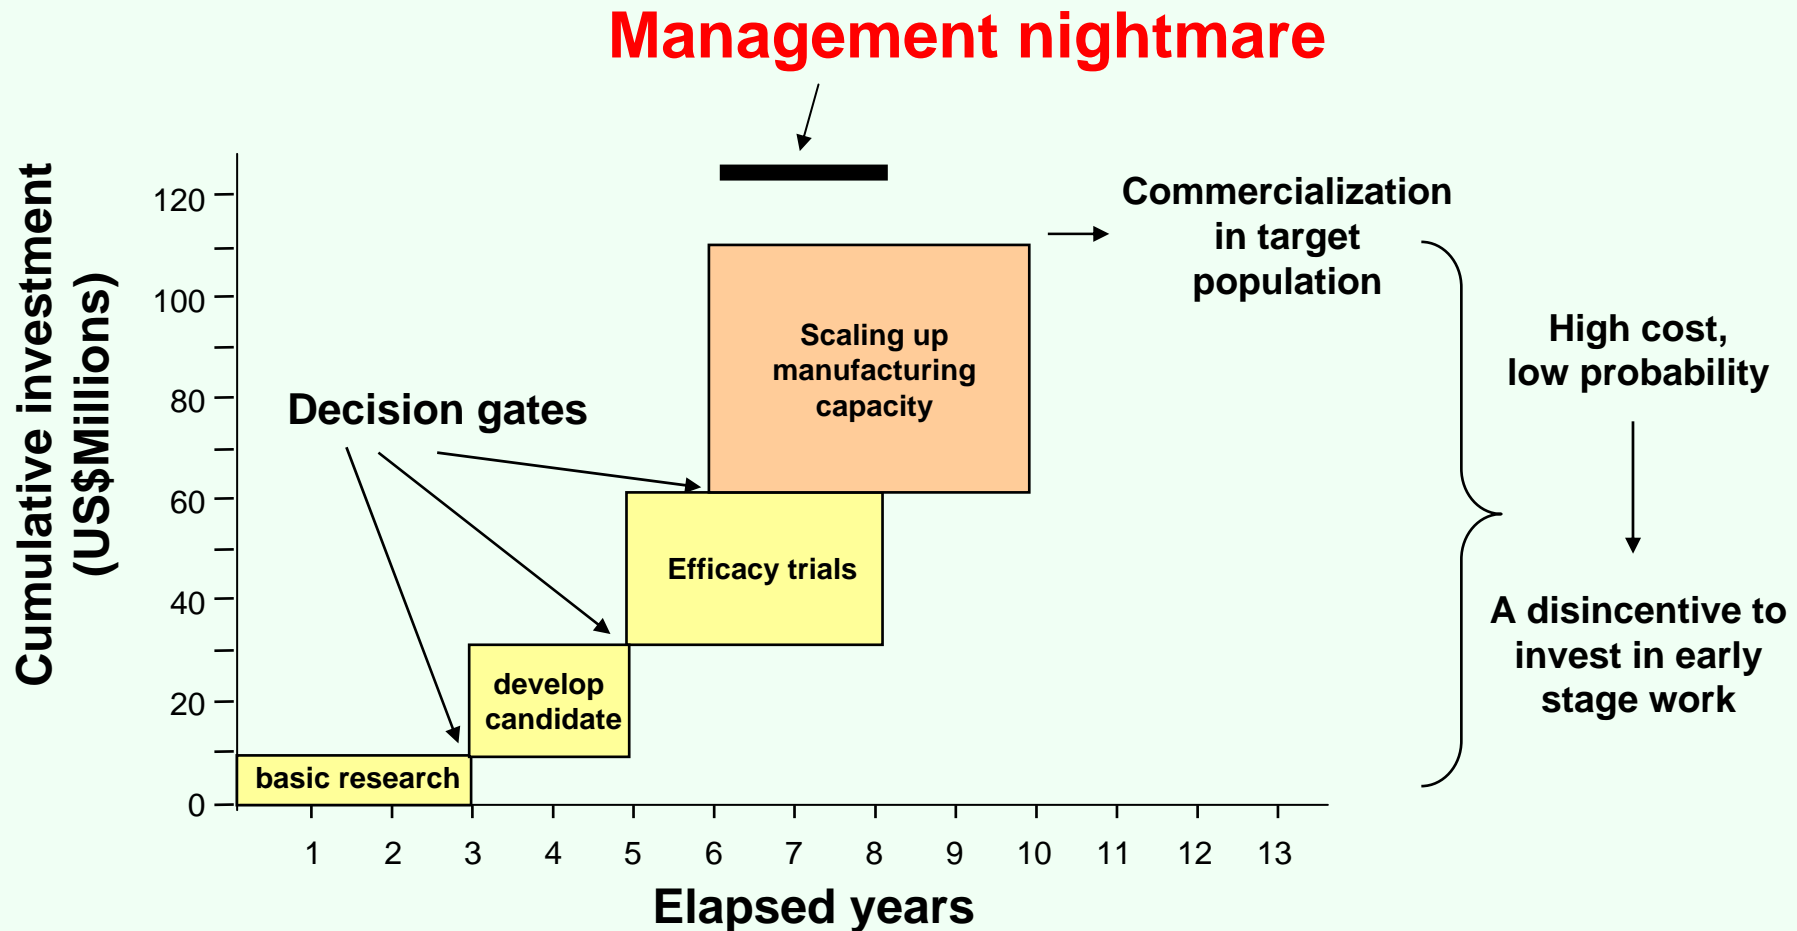 Management nightmare
Cumulative investment
(US$Millions)
120
100
80
60
40
20
0
Decision gates
basic research
develop
candidate
Efficacy trials
Scaling up
manufacturing
capacity
Commercialization
in target
population
High cost,
low probability
A disincentive to
invest in early
stage work
1 2 3 4 5 6 7 8 9 10 11 12 13
Elapsed years